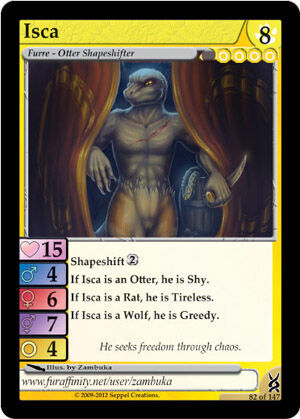 Isca
8
Furre - Otter Shapeshifter
15
4
6
7
4
Shapeshift 2
If Isca is an Otter, he is Shy.
If Isca is a Rat, he is Tireless.
If Isca is a Wolf, he is Greedy.
He seeks freedom through chaos.
Illus. by Zambuka
www.furaffinity.net/user/zambuka
82 of 147
© 2009-2012 Seppel Creations.